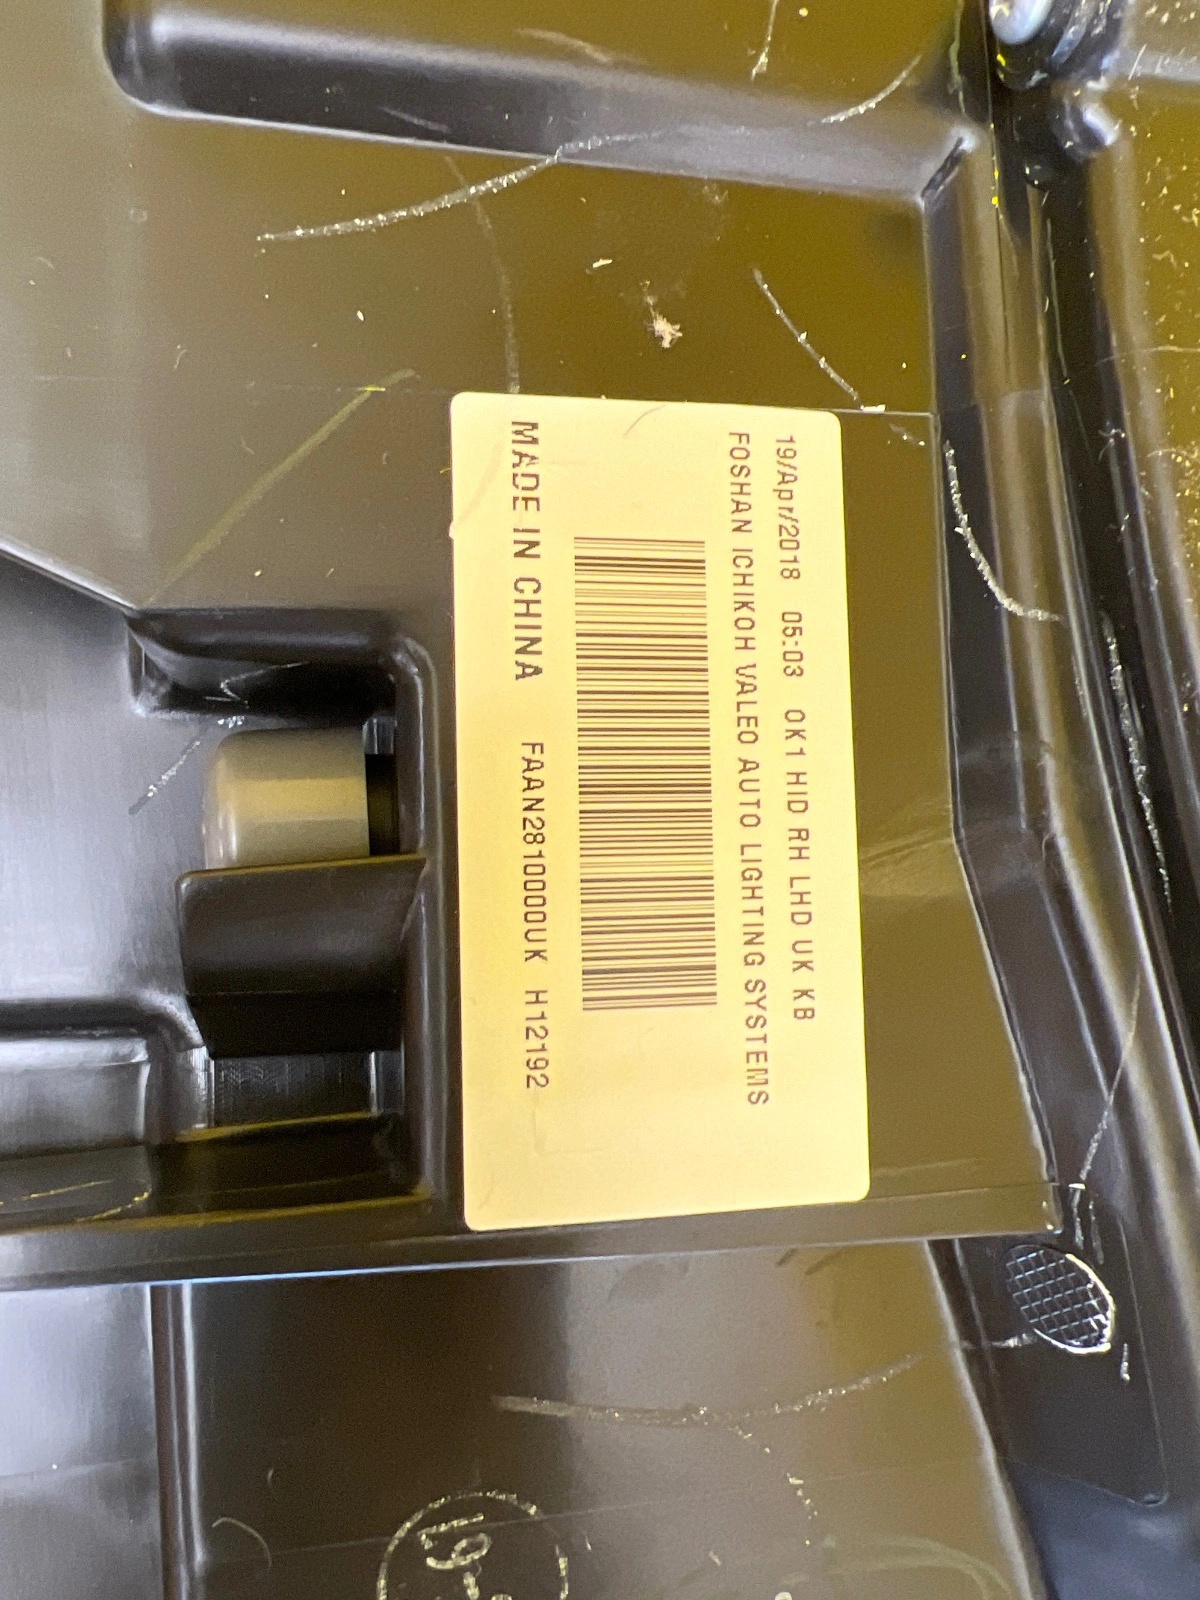 19/Apr/2018 05:03 OK1 HID RH LHD UK KB
FOSHAN ICHIKOH VALEO AUTO LIGHTING SYSTEMS
MADE IN CHINA FAAN2810000UK H12192